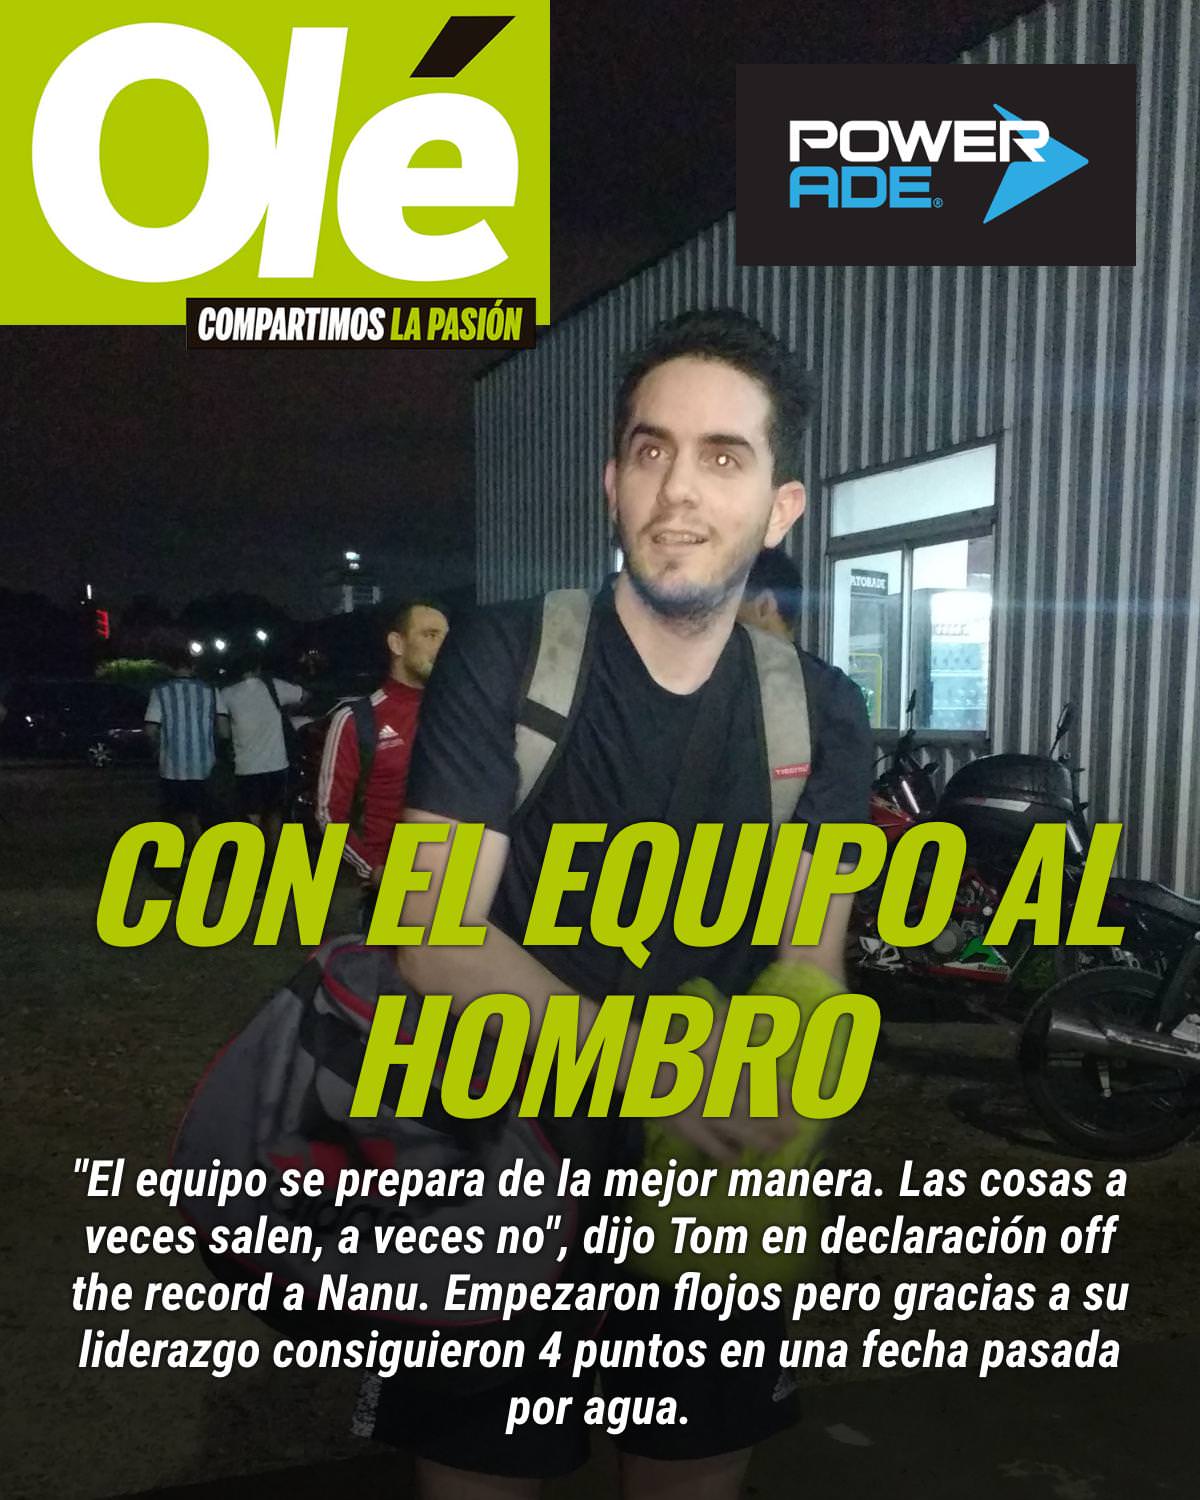 Olé
COMPARTIMOS LA PASIÓN
POWER
ADE®
CON EL EQUIPO AL
HOMBRO
"El equipo se prepara de la mejor manera. Las cosas a
veces salen, a veces no", dijo Tom en declaración off
the record a Nanu. Empezaron flojos pero gracias a su
liderazgo consiguieron 4 puntos en una fecha pasada
por agua.